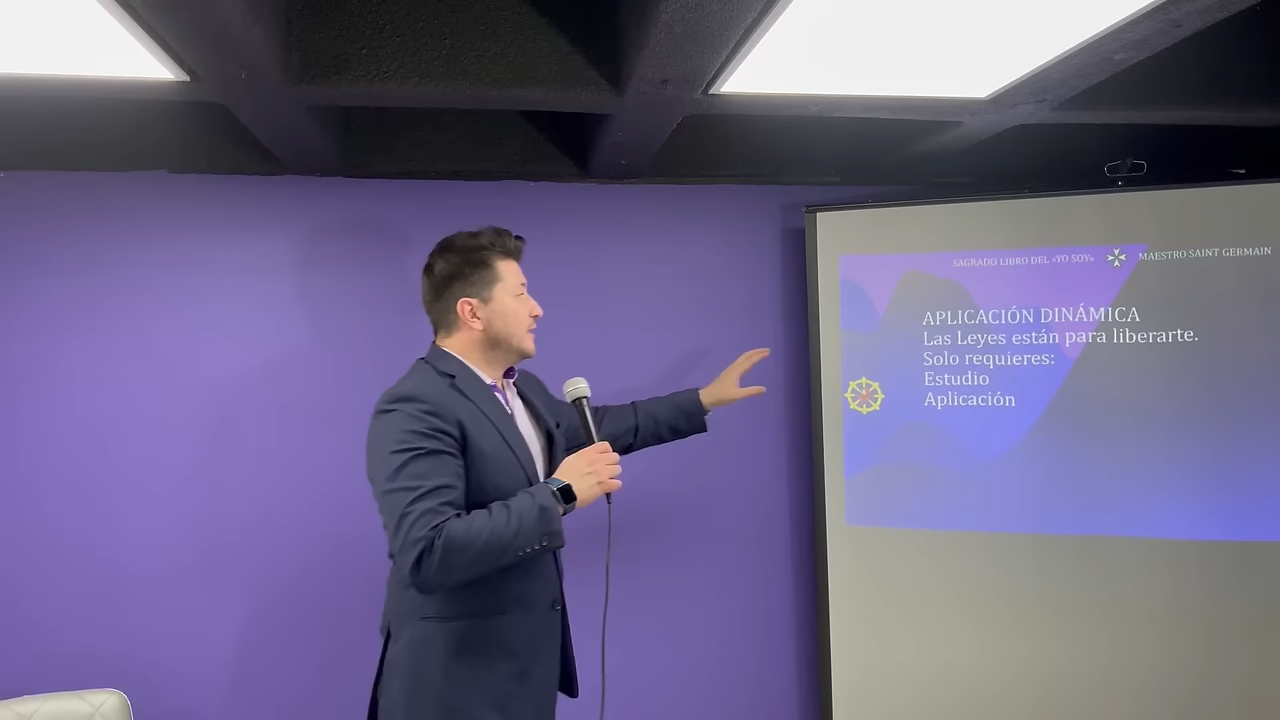 SAGRADO LIBRO DEL «YO SOY» MAESTRO SAINT GERMAIN
APLICACIÓN DINÁMICA
Las Leyes están para liberarte.
Solo requieres:
Estudio
Aplicación